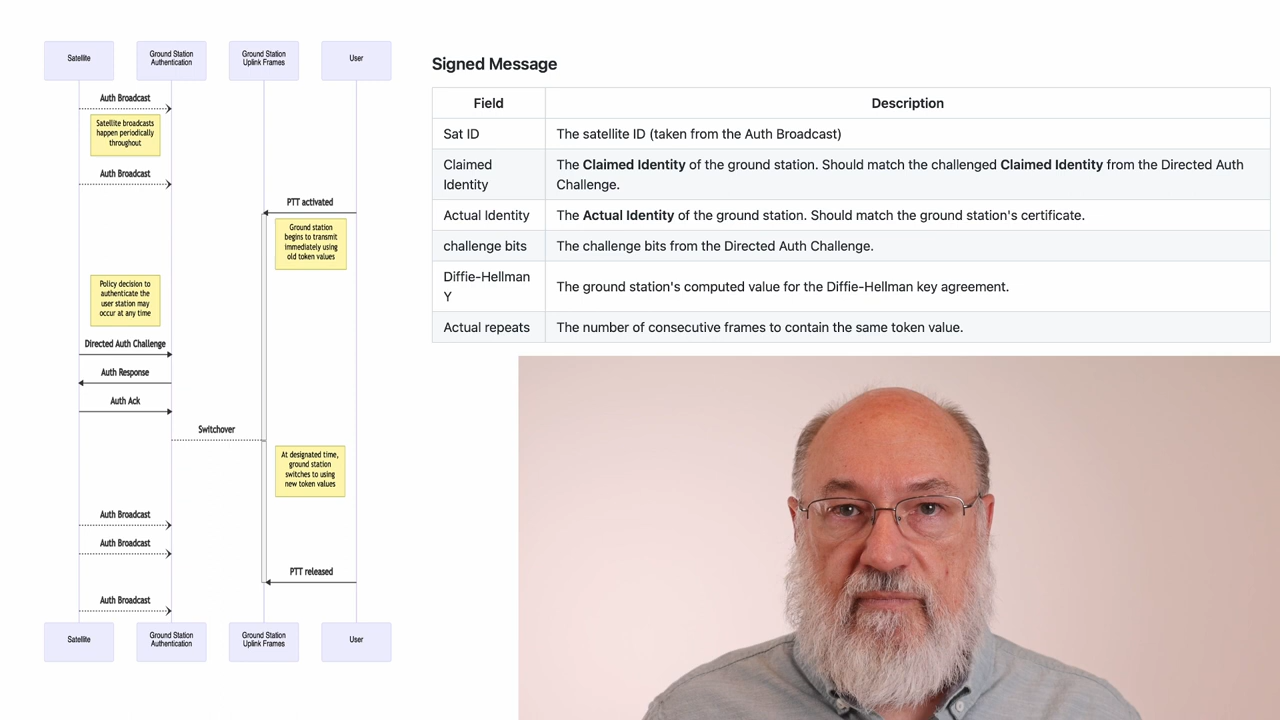 Satellite
Ground Station
Authentication
Ground Station
Uplink Frames
User
Auth Broadcast
Satellite broadcasts
happen periodically
throughout
Auth Broadcast
PTT activated
Ground station
begins to transmit
immediately using
old token values
Policy decision to
authenticate the
user station may
occur at any time
Directed Auth Challenge
Auth Response
Auth Ack
Switchover
At designated time,
ground station
switches to using
new token values
Auth Broadcast
Auth Broadcast
PTT released
Auth Broadcast
Satellite
Ground Station
Authentication
Ground Station
Uplink Frames
User
Signed Message
Field
Description
Sat ID
The satellite ID (taken from the Auth Broadcast)
Claimed
Identity
The Claimed Identity of the ground station. Should match the challenged Claimed Identity from the Directed Auth
Challenge.
Actual Identity
The Actual Identity of the ground station. Should match the ground station's certificate.
challenge bits
The challenge bits from the Directed Auth Challenge.
Diffie-Hellman
Y
The ground station's computed value for the Diffie-Hellman key agreement.
Actual repeats
The number of consecutive frames to contain the same token value.